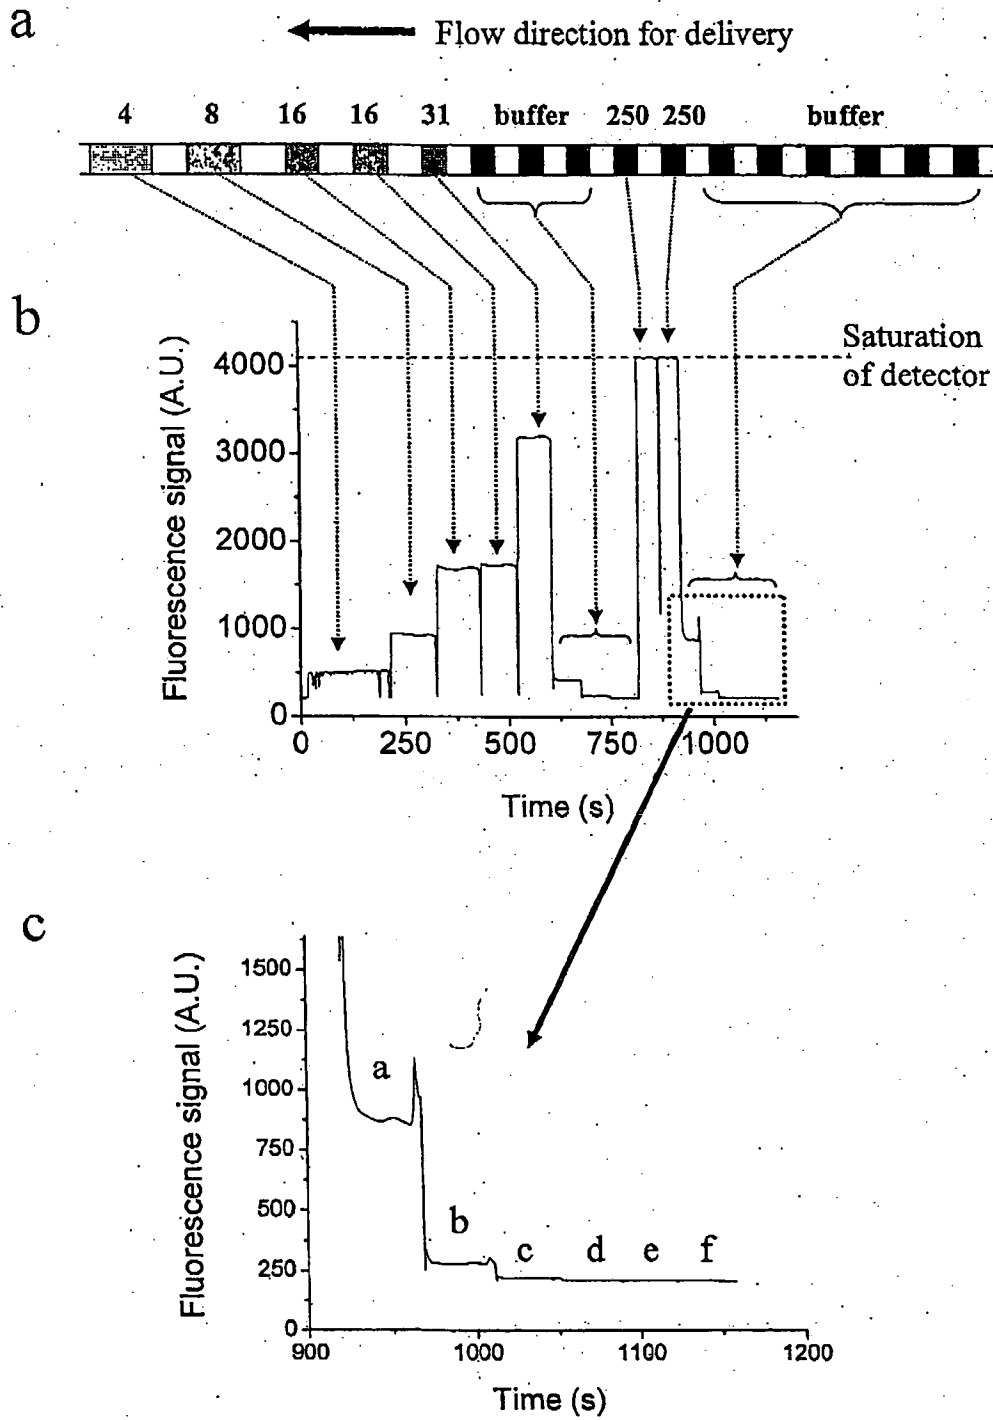 a
Flow direction for delivery
4 8 16 16 31 buffer 250 250 buffer
b
Saturation of detector
Fluorescence signal (A.U.)
4000
3000
2000
1000
0
0 250 500 750 1000
Time (s)
c
Fluorescence signal (A.U.)
1500
1250
1000
750
500
250
0
a
b
c d e f
900 1000 1100 1200
Time (s)